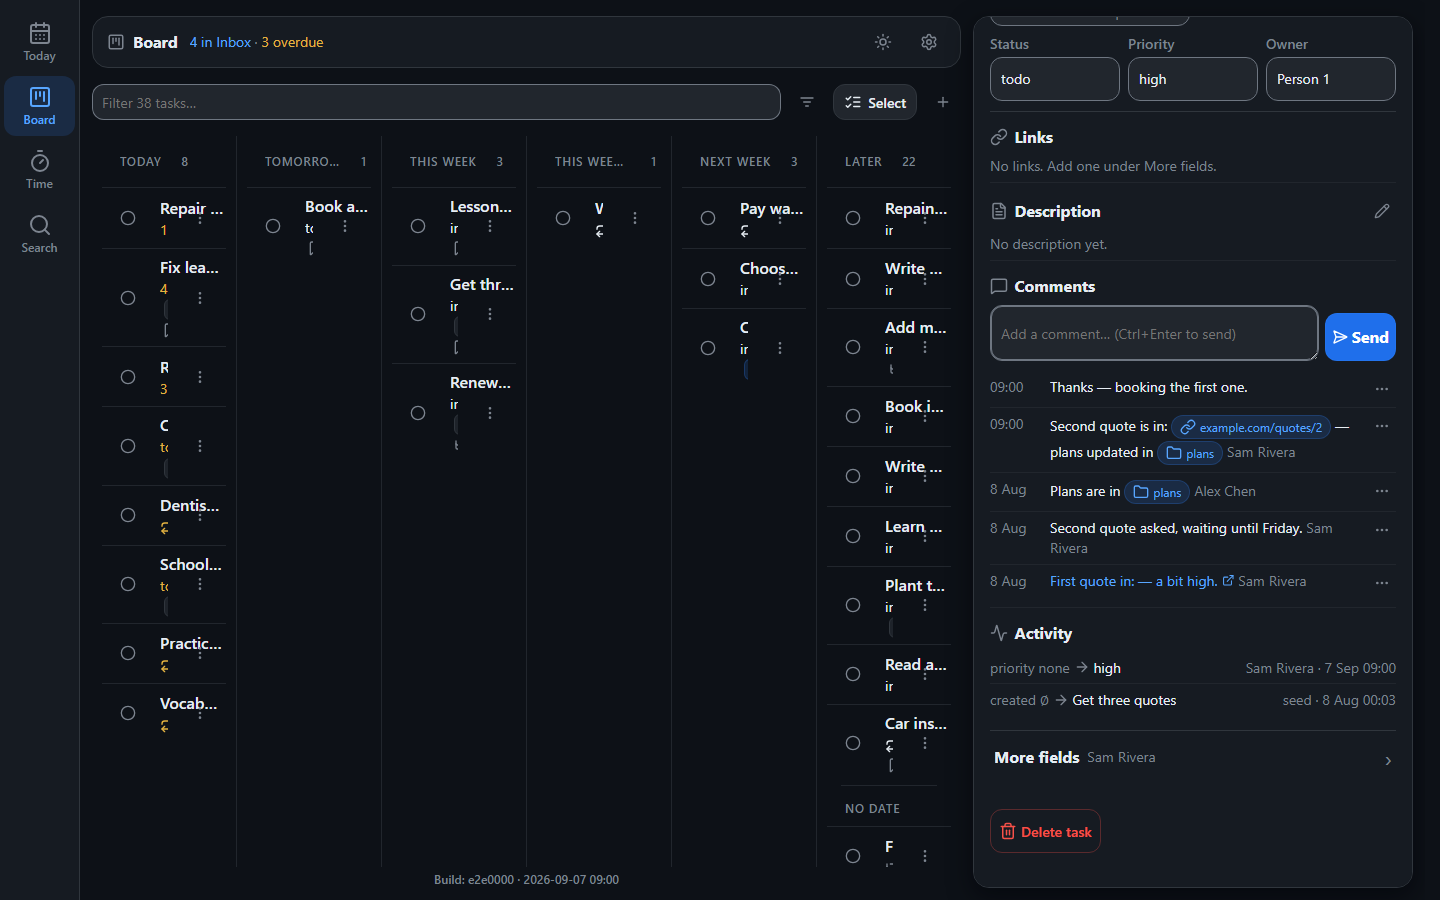 Today
Board
Time
Search
Board 4 in Inbox · 3 overdue
Filter 38 tasks...
Select
TODAY 8
Repair ...
1
Fix lea...
4
R
3
C
Dentis...
School...
Practic...
Vocab...
TOMORRO... 1
Book a...
THIS WEEK 3
Lesson...
Get thr...
Renew...
THIS WEE... 1
NEXT WEEK 3
Pay wa...
Choos...
C
LATER 22
Repain...
Write ...
Add m...
Book i...
Write ...
Learn ...
Plant t...
Read a...
Car ins...
NO DATE
F
Build: e2e0000 · 2026-09-07 09:00
Status Priority Owner
todo high Person 1
Links
No links. Add one under More fields.
Description
No description yet.
Comments
Add a comment... (Ctrl+Enter to send)
Send
09:00 Thanks — booking the first one.
09:00 Second quote is in: example.com/quotes/2 —
plans updated in plans Sam Rivera
8 Aug Plans are in plans Alex Chen
8 Aug Second quote asked, waiting until Friday. Sam
Rivera
8 Aug First quote in: — a bit high. Sam Rivera
Activity
priority none → high Sam Rivera · 7 Sep 09:00
created Ø → Get three quotes seed · 8 Aug 00:03
More fields Sam Rivera
Delete task